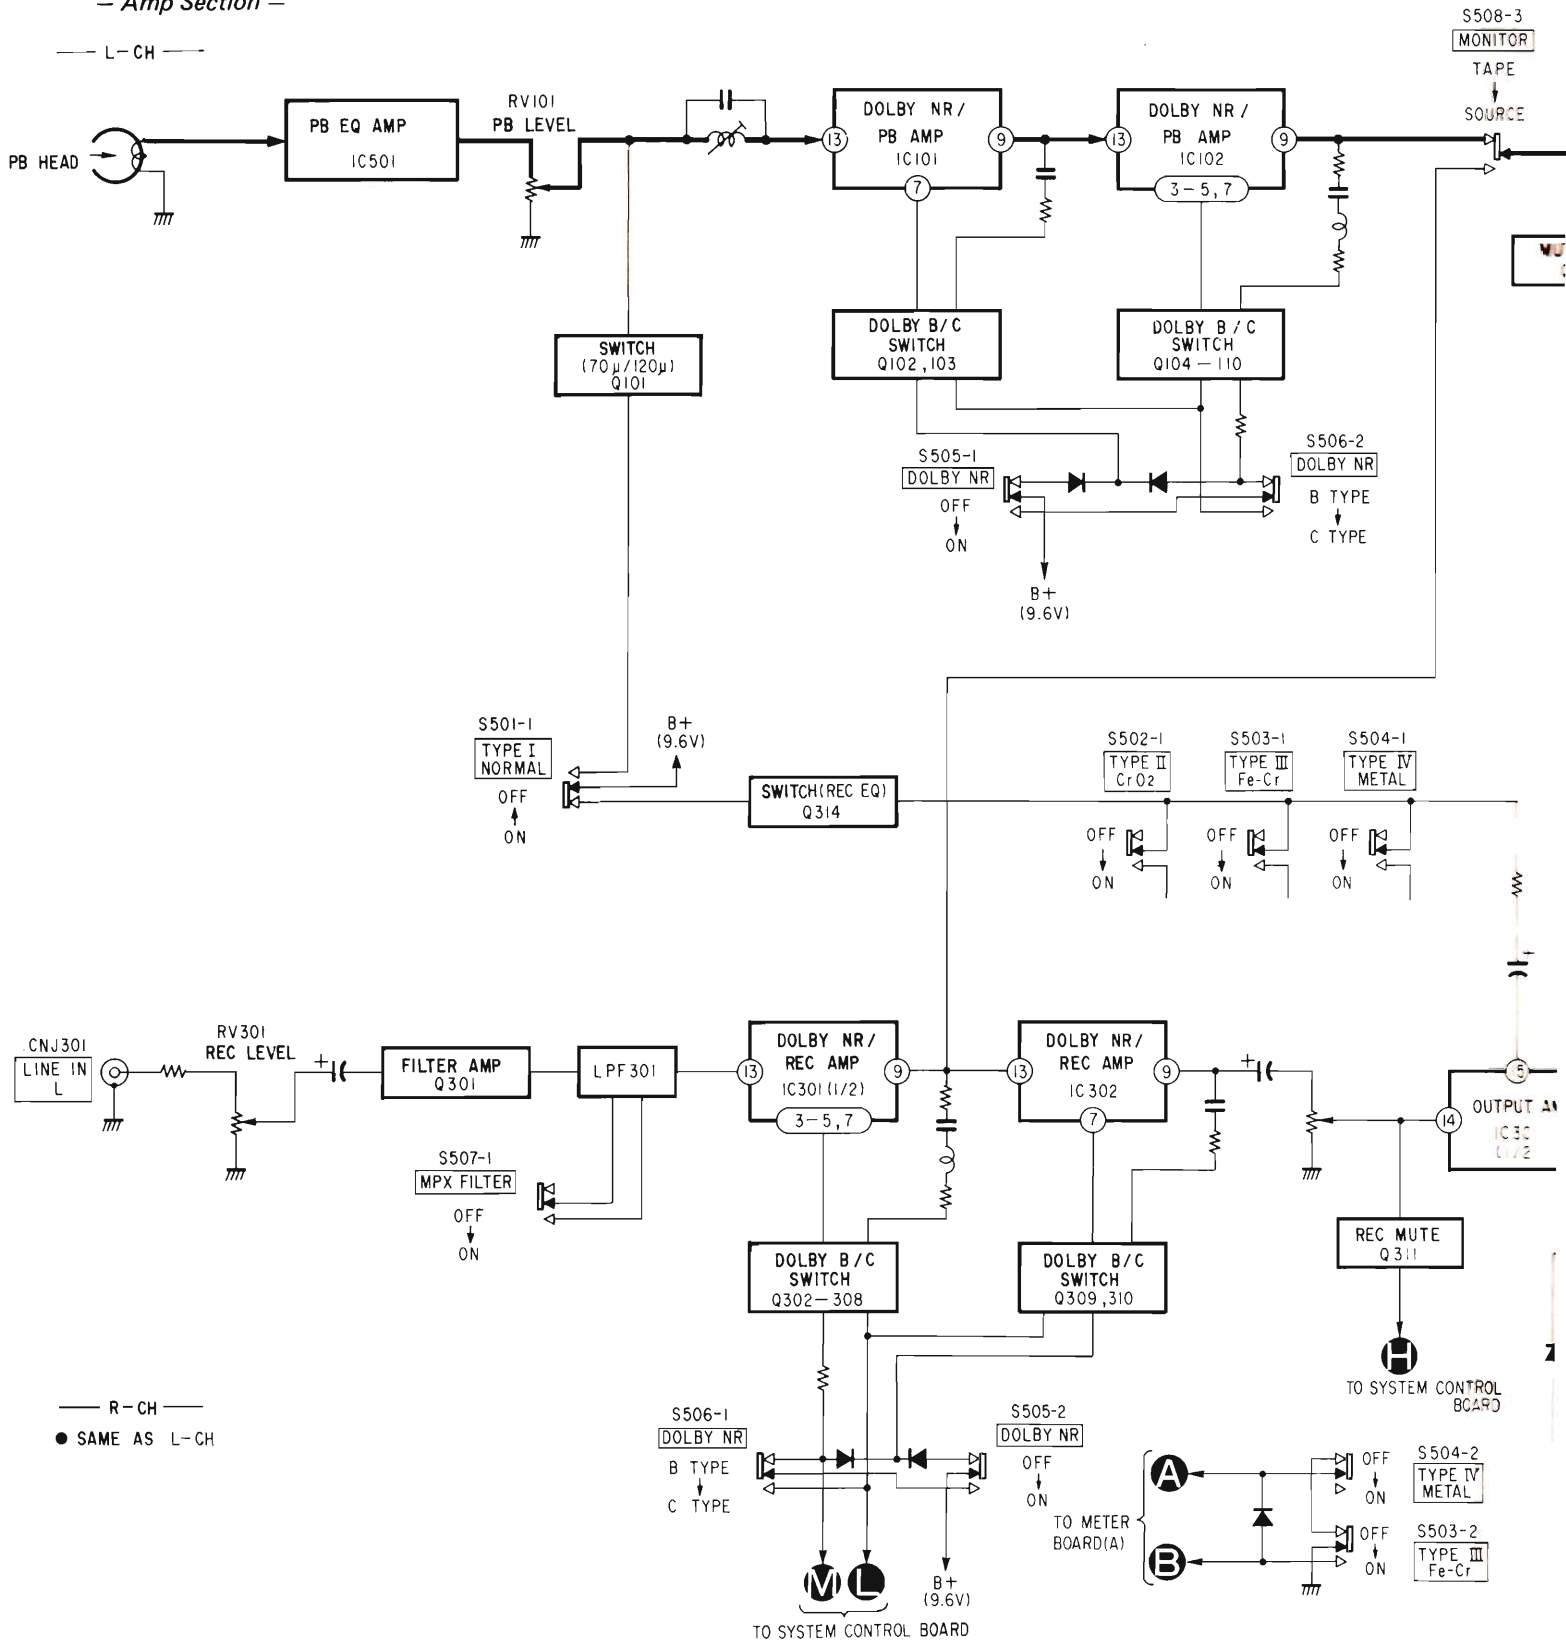 — Amp Section —
L-CH
PB HEAD
PB EQ AMP
IC501
RV101
PB LEVEL
13
DOLBY NR/
PB AMP
IC101
9
7
13
DOLBY NR/
PB AMP
IC102
9
3-5,7
S508-3
MONITOR
TAPE
SOURCE
SWITCH
(70μ/120μ)
Q101
DOLBY B/C
SWITCH
Q102,103
DOLBY B/C
SWITCH
Q104-110
S505-1
DOLBY NR
OFF
ON
S506-2
DOLBY NR
B TYPE
C TYPE
B+
(9.6V)
S501-1
TYPE I
NORMAL
OFF
ON
B+
(9.6V)
SWITCH(REC EQ)
Q314
S502-1
TYPE II
CrO2
OFF
ON
S503-1
TYPE III
Fe-Cr
OFF
ON
S504-1
TYPE IV
METAL
OFF
ON
CNJ301
LINE IN
L
RV301
REC LEVEL
+
FILTER AMP
Q301
LPF301
13
DOLBY NR/
REC AMP
IC301(1/2)
9
3-5,7
13
DOLBY NR/
REC AMP
IC302
9
7
+
14
15
OUTPUT
S507-1
MPX FILTER
OFF
ON
DOLBY B/C
SWITCH
Q302-308
DOLBY B/C
SWITCH
Q309,310
REC MUTE
Q311
H
TO SYSTEM CONTROL
BOARD
R-CH
● SAME AS L-CH
S506-1
DOLBY NR
B TYPE
C TYPE
S505-2
DOLBY NR
OFF
ON
M L
B+
(9.6V)
TO SYSTEM CONTROL BOARD
TO METER
BOARD(A)
A
B
OFF
ON
S504-2
TYPE IV
METAL
OFF
ON
S503-2
TYPE III
Fe-Cr